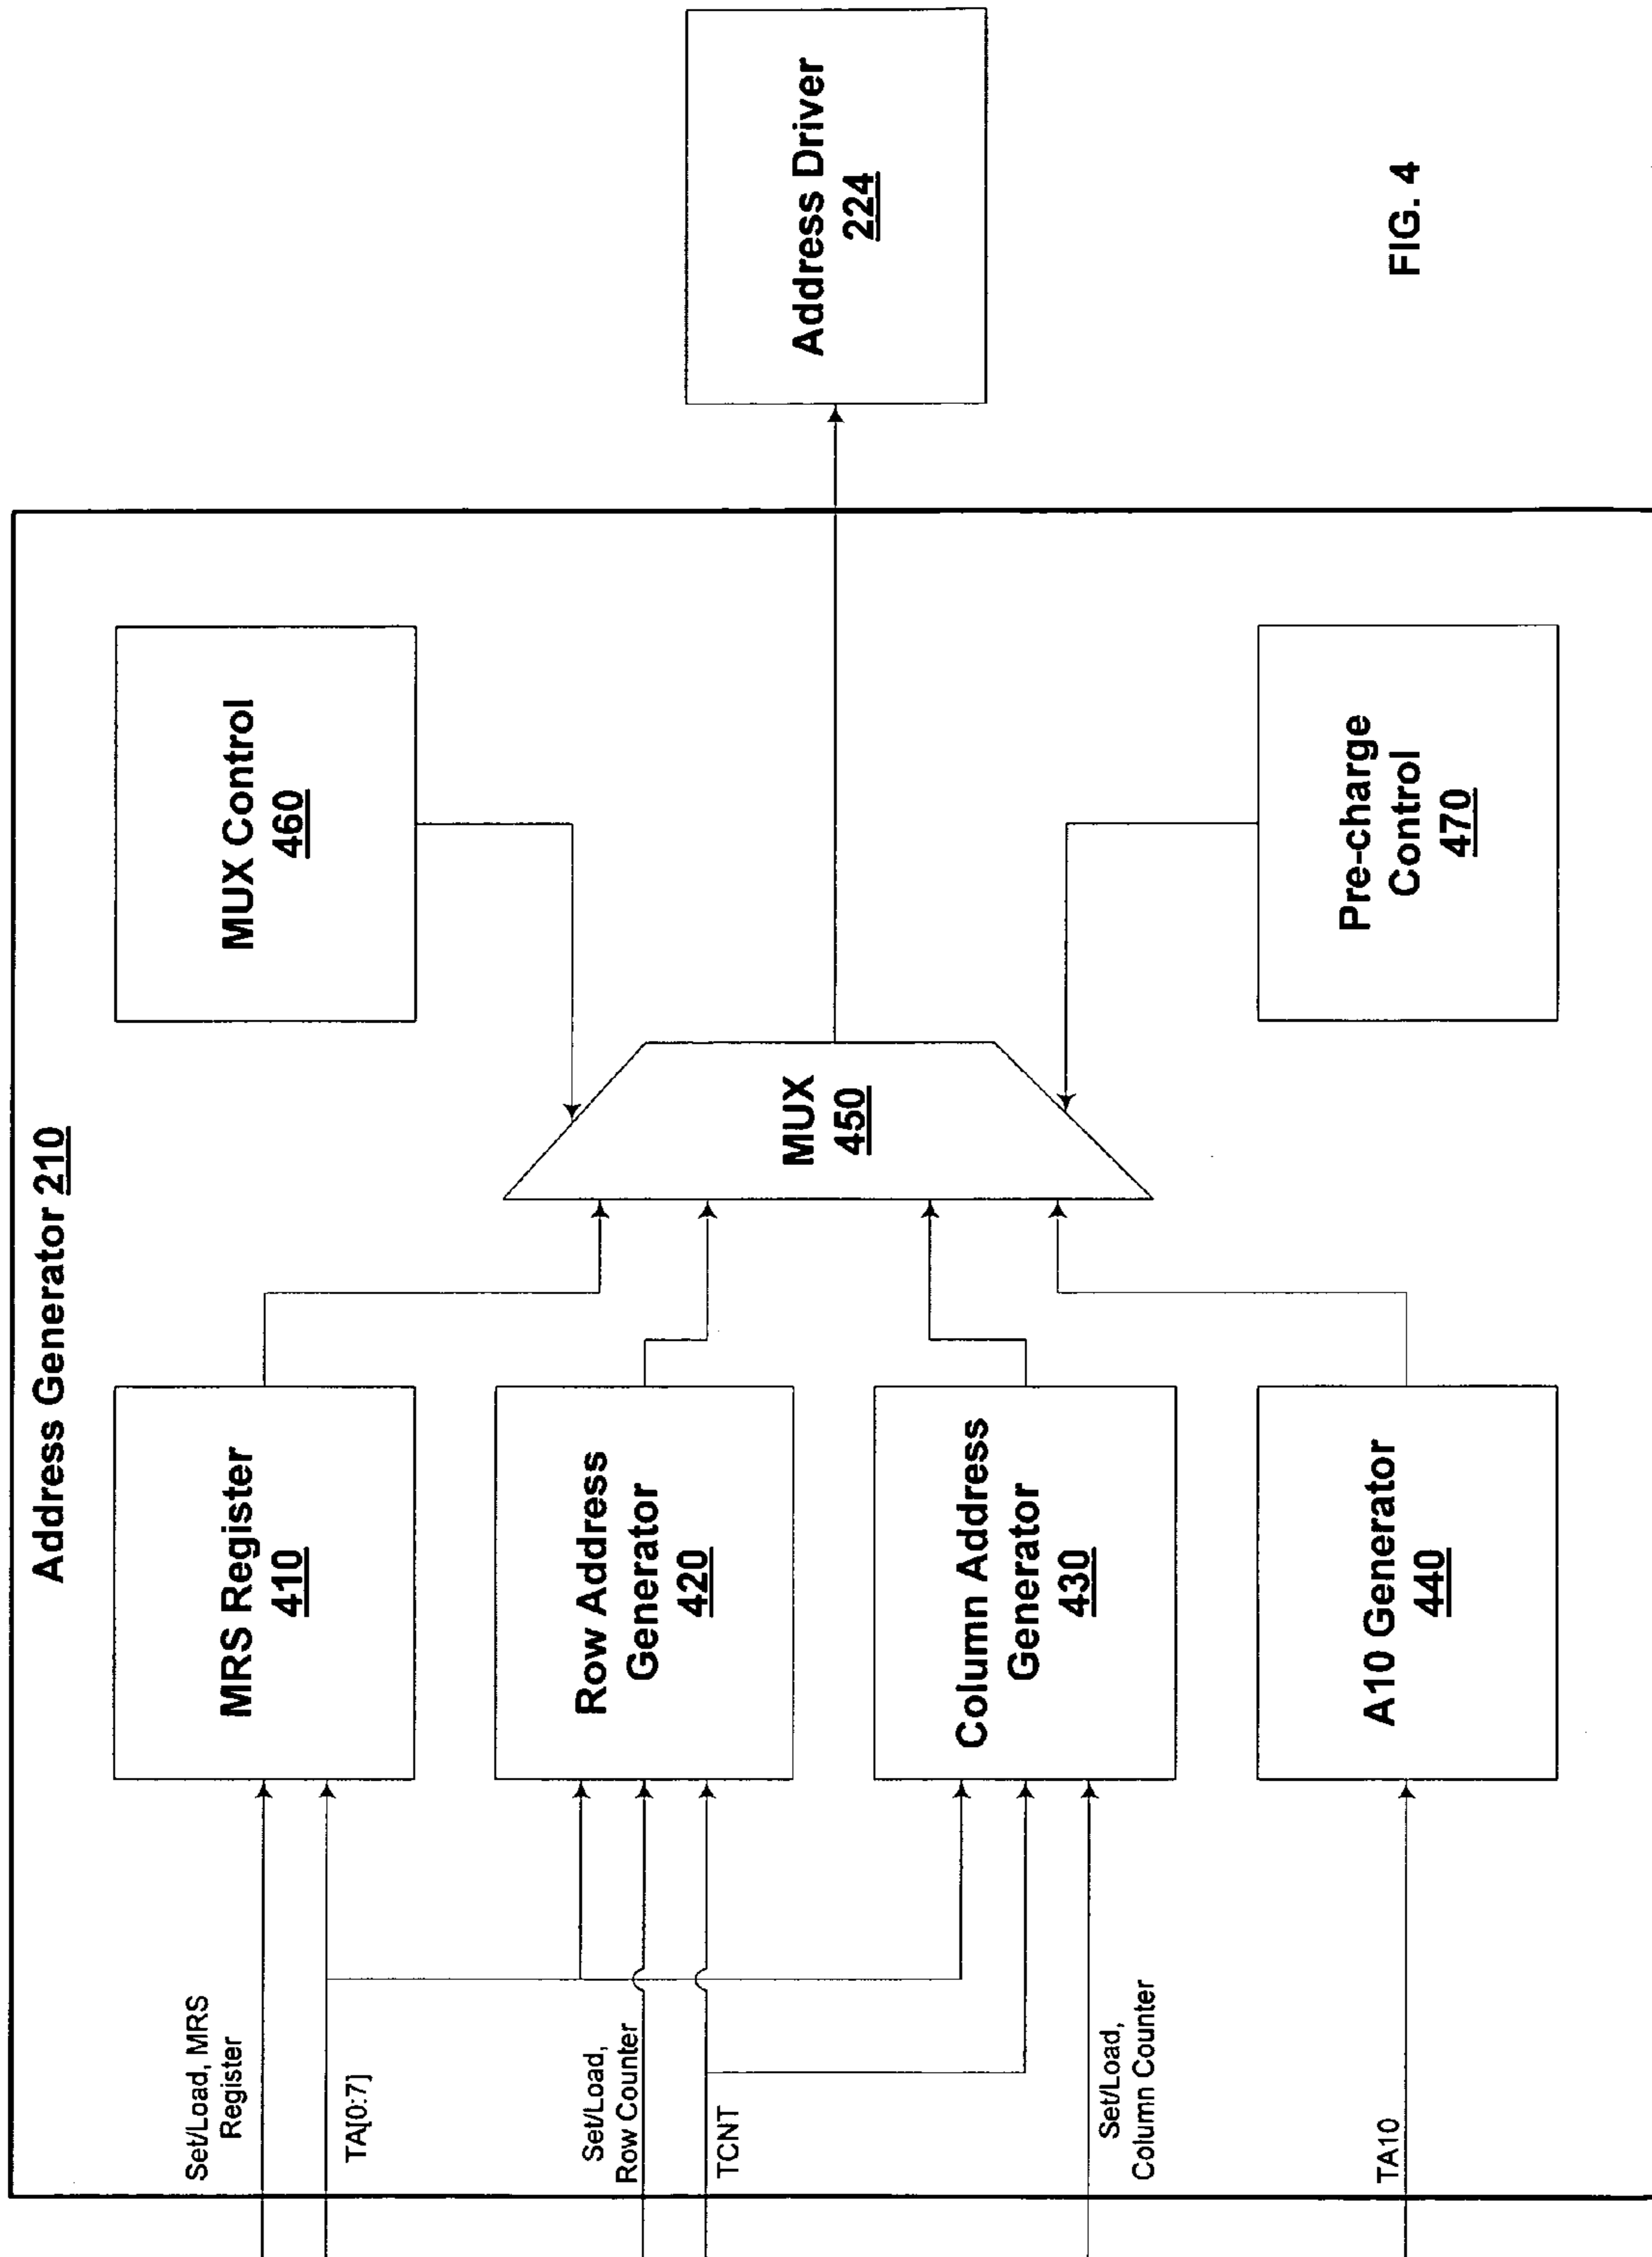 Address Generator 210
Set/Load, MRS
Register
TA[0:7]
MRS Register
410
MUX Control
460
Set/Load,
Row Counter
TCNT
Row Address
Generator
420
MUX
450
Address Driver
224
Set/Load,
Column Counter
Column Address
Generator
430
TA10
A10 Generator
440
Pre-charge
Control
470
FIG. 4